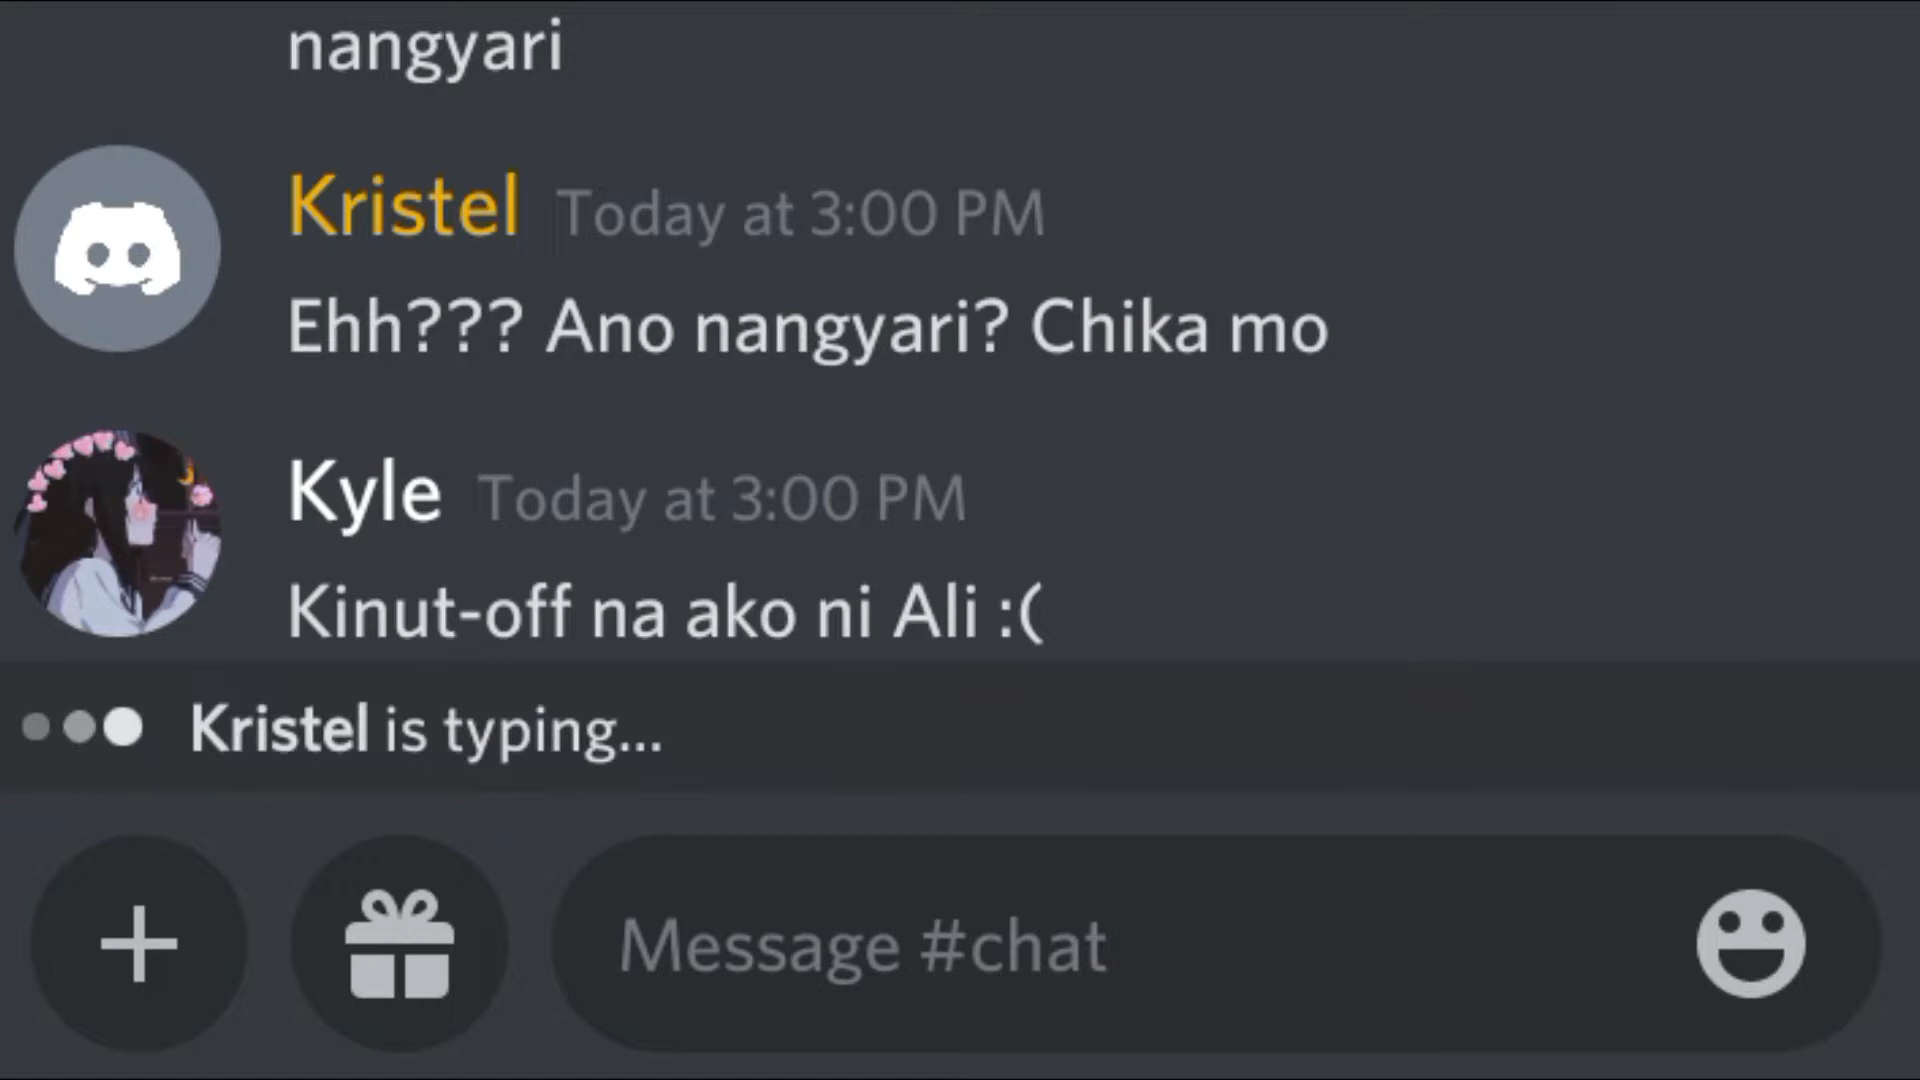 nangyari
Kristel Today at 3:00 PM
Ehh??? Ano nangyari? Chika mo
Kyle Today at 3:00 PM
Kinut-off na ako ni Ali :(
Kristel is typing...
Message #chat